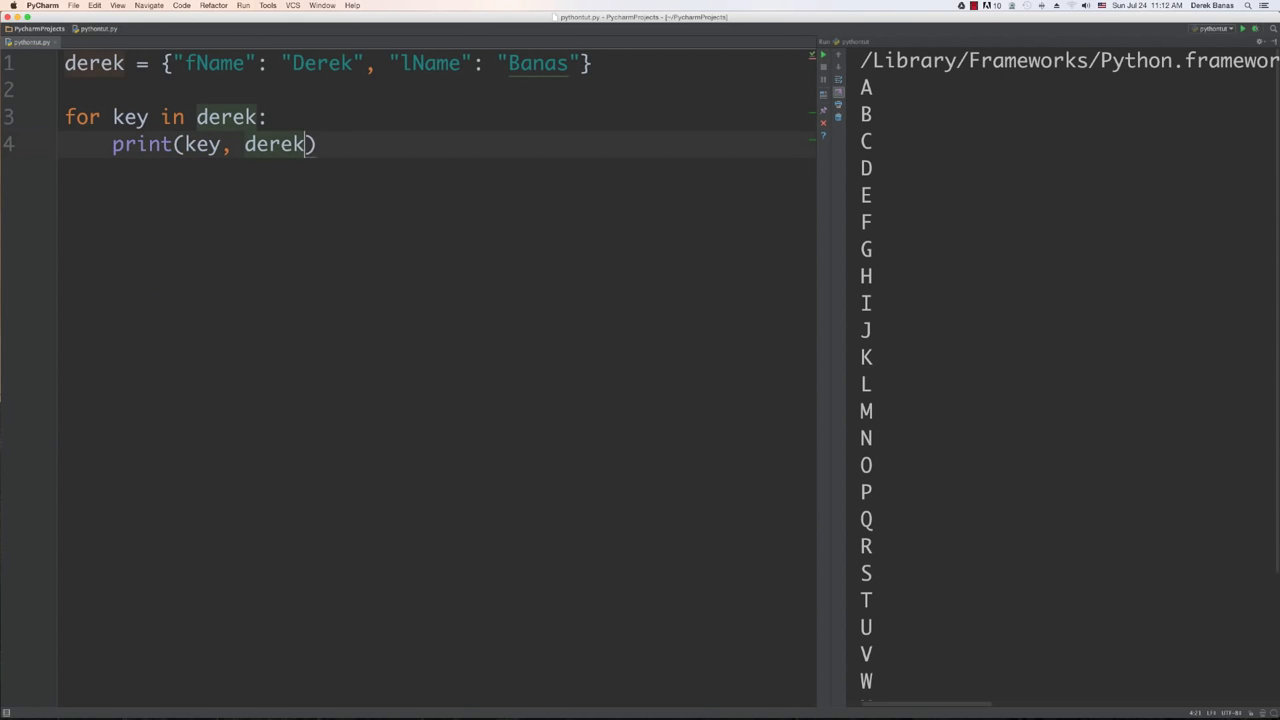 PyCharm File Edit View Navigate Code Refactor Run Tools VCS Window Help 10 Sun Jul 24 11:12 AM Derek Banas
pythontut.py - PycharmProjects - [~/PycharmProjects]
PycharmProjects pythontut.py pythontut
pythontut.py Run: pythontut
1 derek = {"fName": "Derek", "lName": "Banas"}
2
3 for key in derek:
4 print(key, derek)
/Library/Frameworks/Python.framewor
A
B
C
D
E
F
G
H
I
J
K
L
M
N
O
P
Q
R
S
T
U
V
W
4:21 LF‡ UTF-8‡